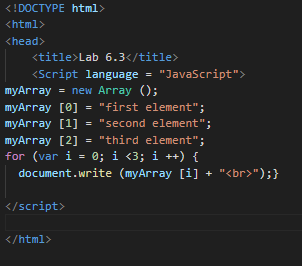 <!DOCTYPE html>
<html>
<head>
    <title>Lab 6.3</title>
    <Script language = "JavaScript">
myArray = new Array ();
myArray [0] = "first element";
myArray [1] = "second element";
myArray [2] = "third element";
for (var i = 0; i <3; i ++) {
  document.write (myArray [i] + "<br>");}
</script>
</html>